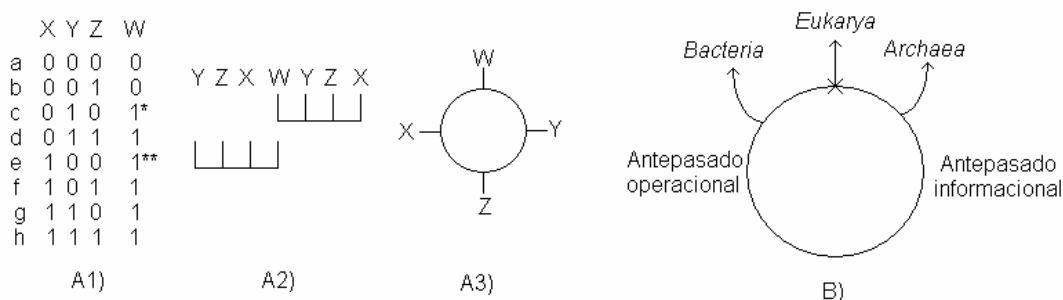 X Y Z W
a 0 0 0 0
b 0 0 1 0
c 0 1 0 1*
d 0 1 1 1
e 1 0 0 1**
f 1 0 1 1
g 1 1 0 1
h 1 1 1 1
A1)
Y Z X W Y Z X
A2)
W
X
Y
Z
A3)
Eukarya
Bacteria
Archaea
Antepasado
operacional
Antepasado
informacional
B)